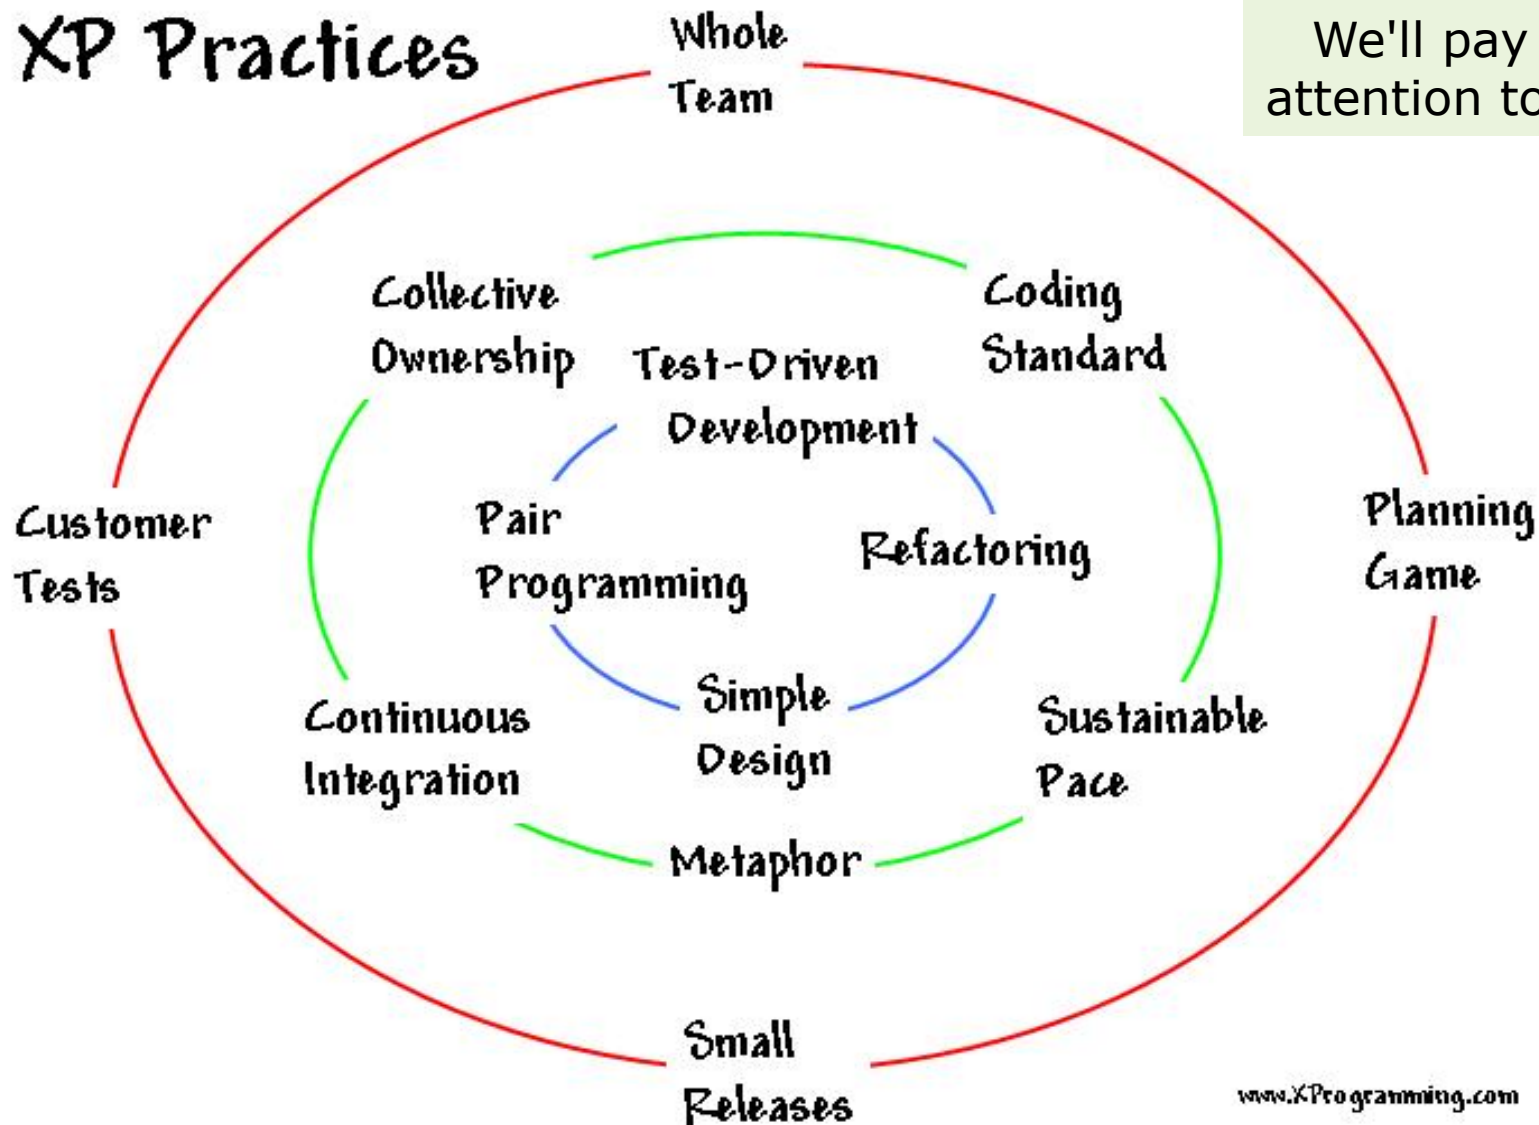 XP Practices
We'll pay
attention to
Whole
Team
Collective
Ownership
Coding
Standard
Test-Driven
Development
Customer
Tests
Pair
Programming
Refactoring
Planning
Game
Continuous
Integration
Simple
Design
Sustainable
Pace
Metaphor
Small
Releases
www.XProgramming.com